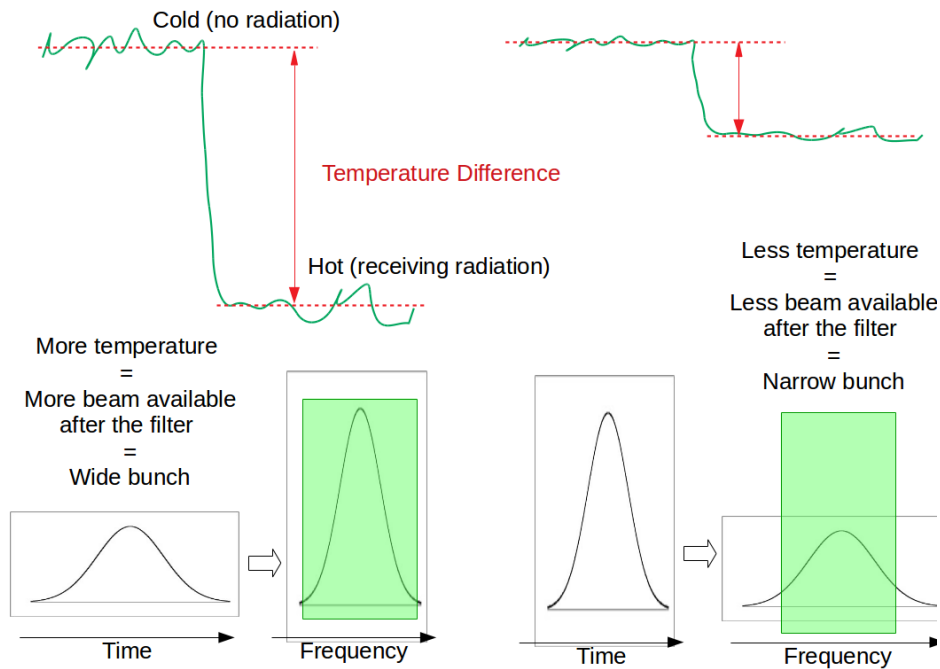 Cold (no radiation)
Temperature Difference
Hot (receiving radiation)
More temperature
=
More beam available
after the filter
=
Wide bunch
Time
Frequency
Less temperature
=
Less beam available
after the filter
=
Narrow bunch
Time
Frequency